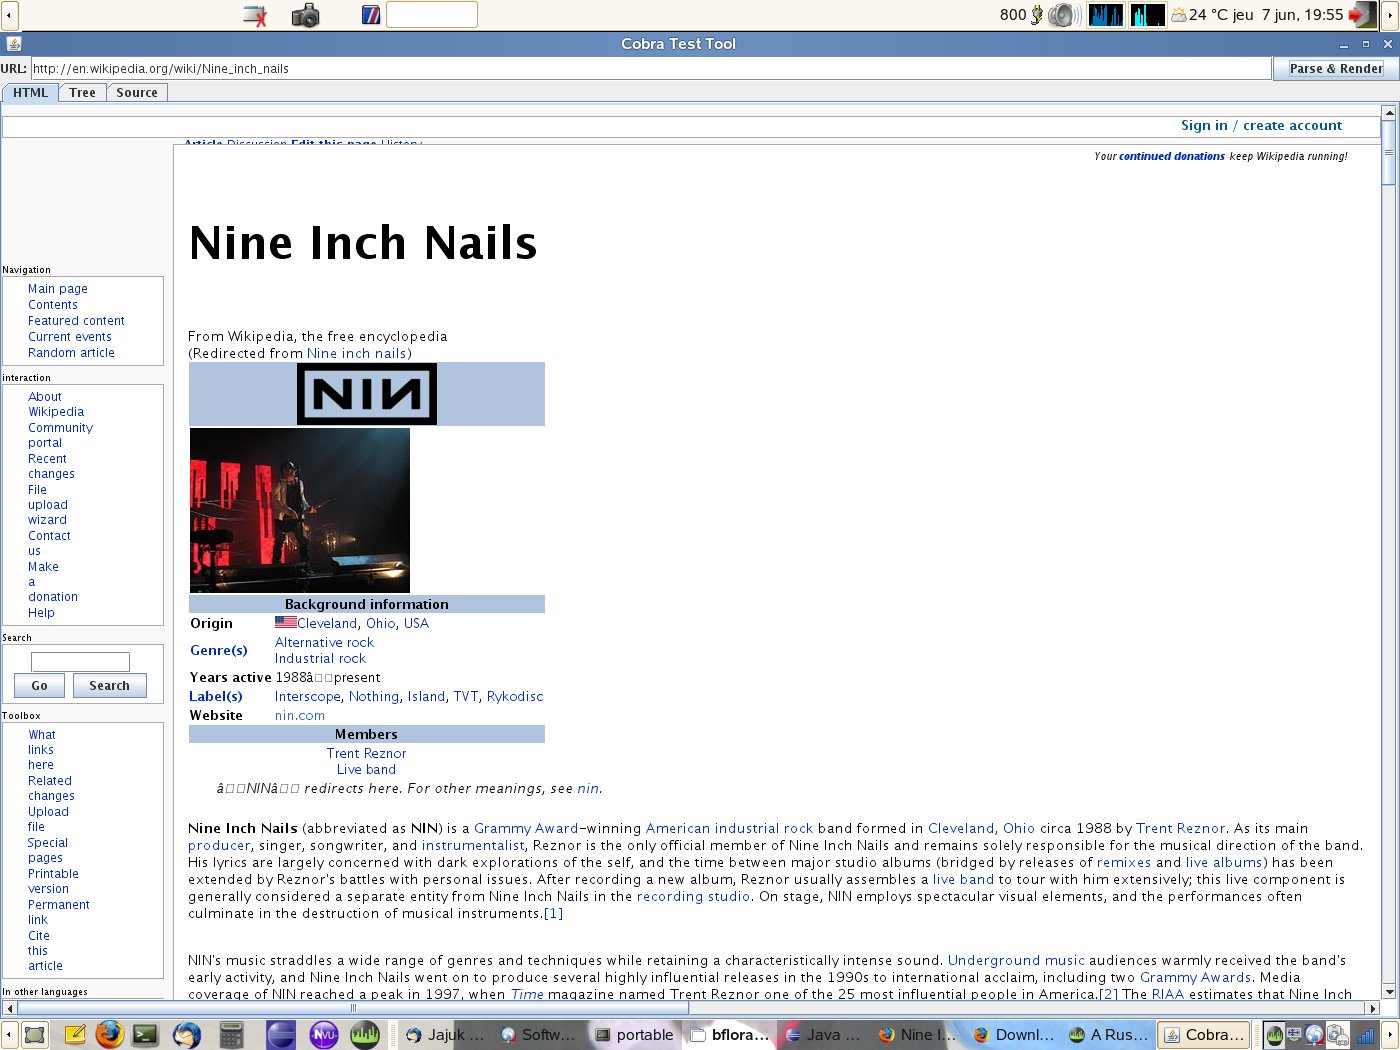 800 24 °C jeu 7 jun, 19:55
Cobra Test Tool
URL: http://en.wikipedia.org/wiki/Nine_inch_nails Parse & Render
HTML Tree Source
Sign in / create account
Article Discussion Edit this page History
Your continued donations keep Wikipedia running!
Nine Inch Nails
Navigation
Main page
Contents
Featured content
Current events
Random article
interaction
About
Wikipedia
Community
portal
Recent
changes
File
upload
wizard
Contact
us
Make
a
donation
Help
Search
Go Search
Toolbox
What
links
here
Related
changes
Upload
file
Special
pages
Printable
version
Permanent
link
Cite
this
article
In other languages
From Wikipedia, the free encyclopedia
(Redirected from Nine inch nails)
NIN
Background information
Origin Cleveland, Ohio, USA
Genre(s) Alternative rock
Industrial rock
Years active 1988â□□present
Label(s) Interscope, Nothing, Island, TVT, Rykodisc
Website nin.com
Members
Trent Reznor
Live band
â□□NINâ□□ redirects here. For other meanings, see nin.
Nine Inch Nails (abbreviated as NIN) is a Grammy Award-winning American industrial rock band formed in Cleveland, Ohio circa 1988 by Trent Reznor. As its main
producer, singer, songwriter, and instrumentalist, Reznor is the only official member of Nine Inch Nails and remains solely responsible for the musical direction of the band.
His lyrics are largely concerned with dark explorations of the self, and the time between major studio albums (bridged by releases of remixes and live albums) has been
extended by Reznor's battles with personal issues. After recording a new album, Reznor usually assembles a live band to tour with him extensively; this live component is
generally considered a separate entity from Nine Inch Nails in the recording studio. On stage, NIN employs spectacular visual elements, and the performances often
culminate in the destruction of musical instruments.[1]
NIN's music straddles a wide range of genres and techniques while retaining a characteristically intense sound. Underground music audiences warmly received the band's
early activity, and Nine Inch Nails went on to produce several highly influential releases in the 1990s to international acclaim, including two Grammy Awards. Media
coverage of NIN reached a peak in 1997, when Time magazine named Trent Reznor one of the 25 most influential people in America.[2] The RIAA estimates that Nine Inch
NVU Jajuk ... Softw... portable bflora... Java ... Nine I... Downl... A Rus... Cobra...